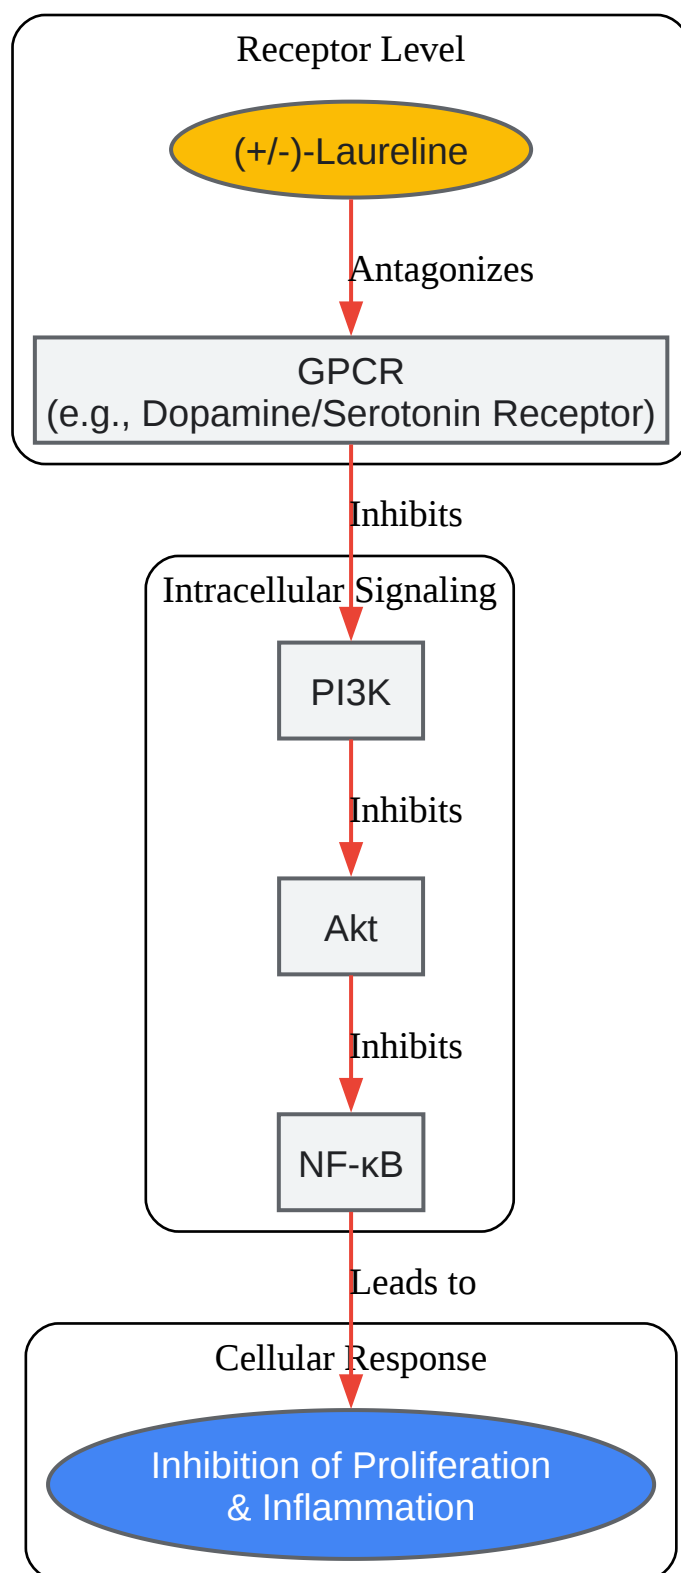 Receptor Level
(+/-)-Laureline
Antagonizes
GPCR
(e.g., Dopamine/Serotonin Receptor)
Inhibits
Intracellular Signaling
PI3K
Inhibits
Akt
Inhibits
NF-κB
Leads to
Cellular Response
Inhibition of Proliferation
& Inflammation